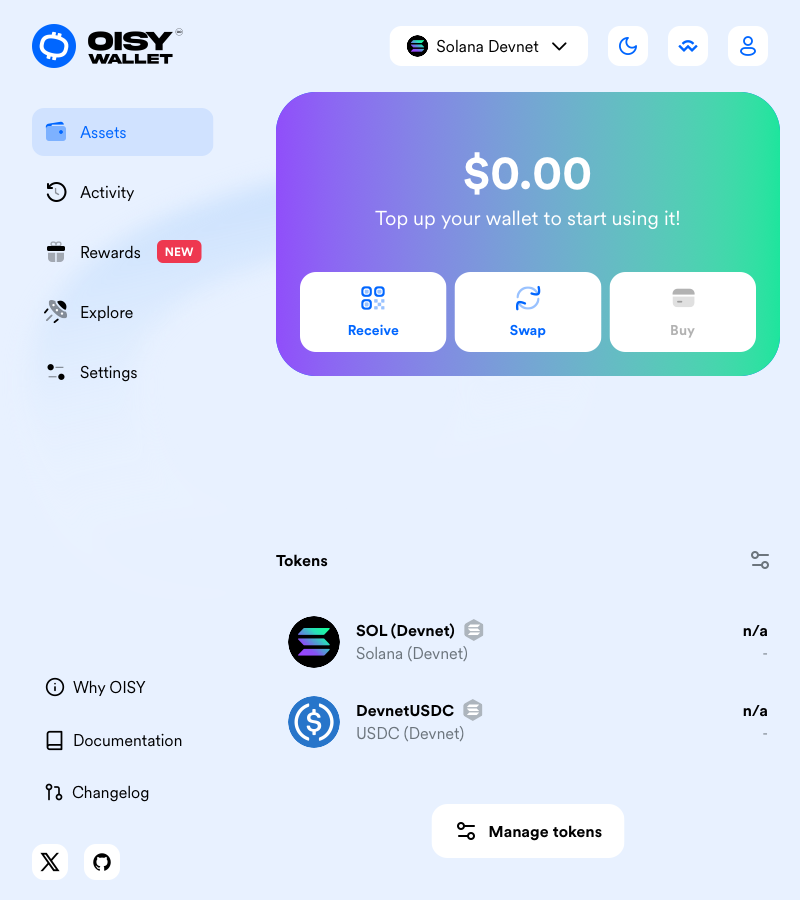 OISY
WALLET
Solana Devnet
Assets
Activity
Rewards NEW
Explore
Settings
$0.00
Top up your wallet to start using it!
Receive
Swap
Buy
Tokens
SOL (Devnet)
n/a
Solana (Devnet)
-
DevnetUSDC
n/a
USDC (Devnet)
-
Manage tokens
Why OISY
Documentation
Changelog